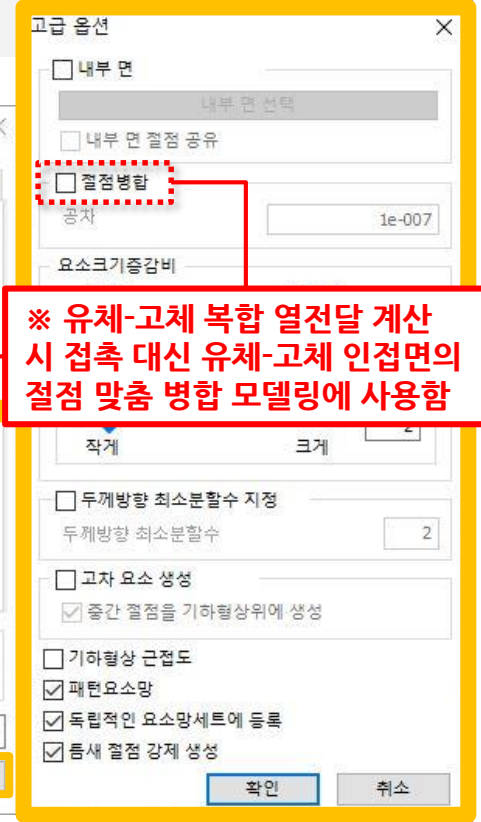 고급 옵션
내부 면
내부 면 선택
내부 면 절점 공유
절점병합
공차
1e-007
요소크기증감비
※ 유체-고체 복합 열전달 계산
시 접촉 대신 유체-고체 인접면의
절점 맞춤 병합 모델링에 사용함
작게
크게
2
두께방향 최소분할수 지정
두께방향 최소분할수
2
고차 요소 생성
중간 절점을 기하형상위에 생성
기하형상 근접도
패턴요소망
독립적인 요소망세트에 등록
틈새 절점 강제 생성
확인
취소